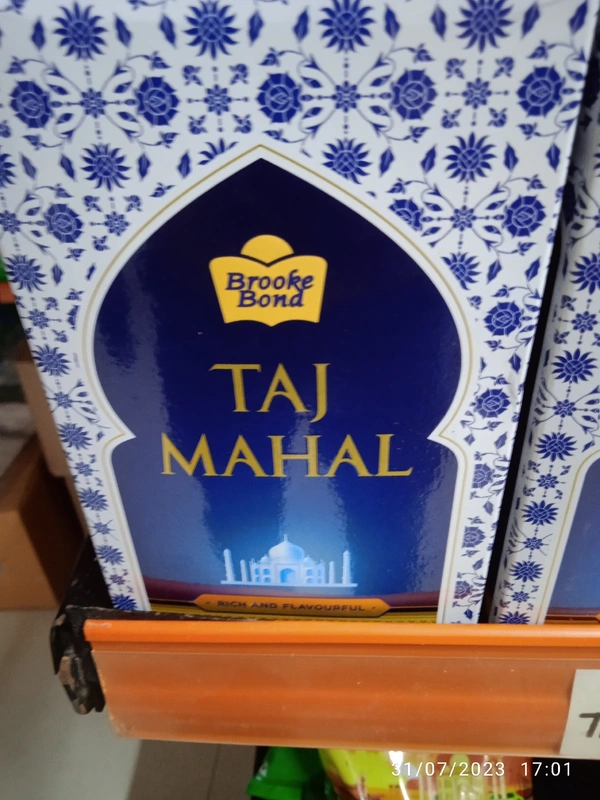 Brooke
Bond
TAJ
MAHAL
RICH AND FLAVOURFUL
31/07/2023 17:01